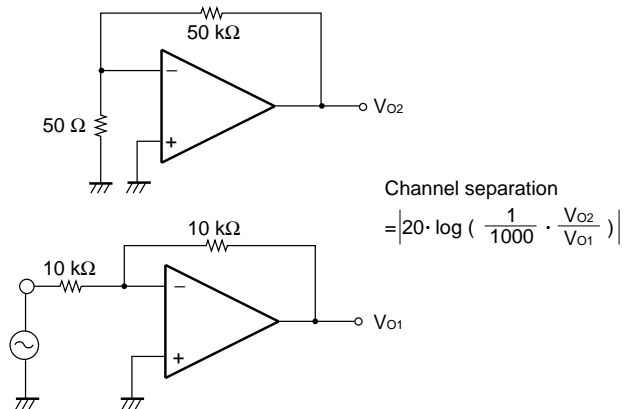 50 kΩ
−
50 Ω
+
VO2
Channel separation
=|20· log ( 1/1000 · VO2/VO1 )|
10 kΩ
10 kΩ
−
+
VO1